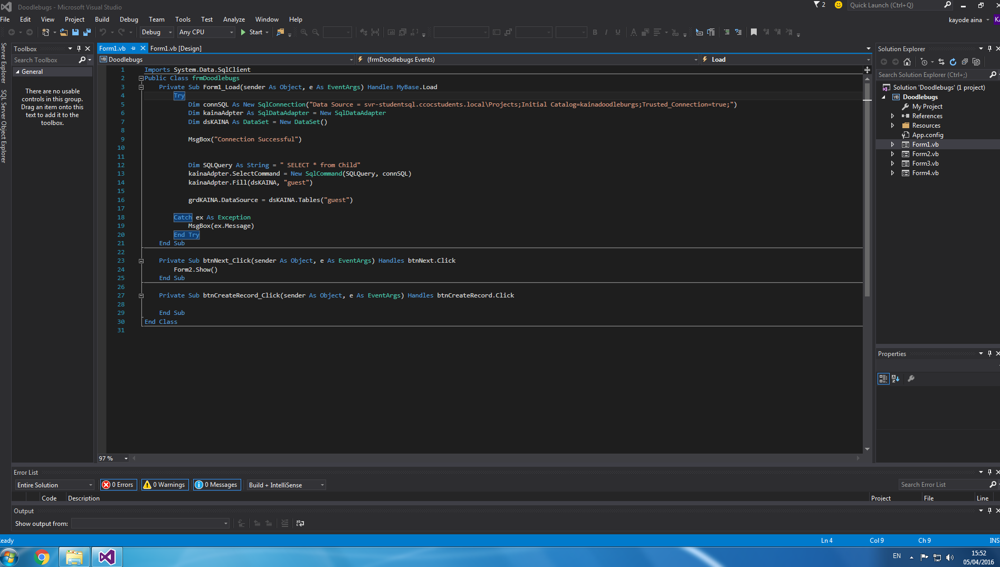 Doodlebugs - Microsoft Visual Studio
2
Quick Launch (Ctrl+Q)
File Edit View Project Build Debug Team Tools Test Analyze Window Help
kayode aina
KA
Debug Any CPU Start
Server Explorer
SQL Server Object Explorer
Toolbox
Search Toolbox
General
There are no usable
controls in this group.
Drag an item onto this
text to add it to the
toolbox.
Form1.vb Form1.vb [Design]
VB Doodlebugs (frmDoodlebugs Events) Load
1 Imports System.Data.SqlClient
2 Public Class frmDoodlebugs
3 Private Sub Form1_Load(sender As Object, e As EventArgs) Handles MyBase.Load
4 Try
5 Dim connSQL As New SqlConnection("Data Source = svr-studentsql.ccocstudents.local\Projects;Initial Catalog=kainadoodleburgs;Trusted_Connection=true;")
6 Dim kainaAdpter As SqlDataAdapter = New SqlDataAdapter
7 Dim dsKAINA As DataSet = New DataSet()
8
9 MsgBox("Connection Successful")
10
11
12 Dim SQLQuery As String = " SELECT * from Child"
13 kainaAdpter.SelectCommand = New SqlCommand(SQLQuery, connSQL)
14 kainaAdpter.Fill(dsKAINA, "guest")
15
16 grdKAINA.DataSource = dsKAINA.Tables("guest")
17
18 Catch ex As Exception
19 MsgBox(ex.Message)
20 End Try
21 End Sub
22
23 Private Sub btnNext_Click(sender As Object, e As EventArgs) Handles btnNext.Click
24 Form2.Show()
25 End Sub
26
27 Private Sub btnCreateRecord_Click(sender As Object, e As EventArgs) Handles btnCreateRecord.Click
28
29 End Sub
30 End Class
31
97 %
Solution Explorer
Search Solution Explorer (Ctrl+;)
Solution 'Doodlebugs' (1 project)
VB Doodlebugs
My Project
References
Resources
App.config
Form1.vb
Form2.vb
Form3.vb
Form4.vb
Properties
Error List
Entire Solution 0 Errors 0 Warnings 0 Messages Build + IntelliSense
Search Error List
Code Description Project File Line
Output
Show output from:
eady
Ln 4 Col 9 Ch 9 INS
EN
15:52
05/04/2016